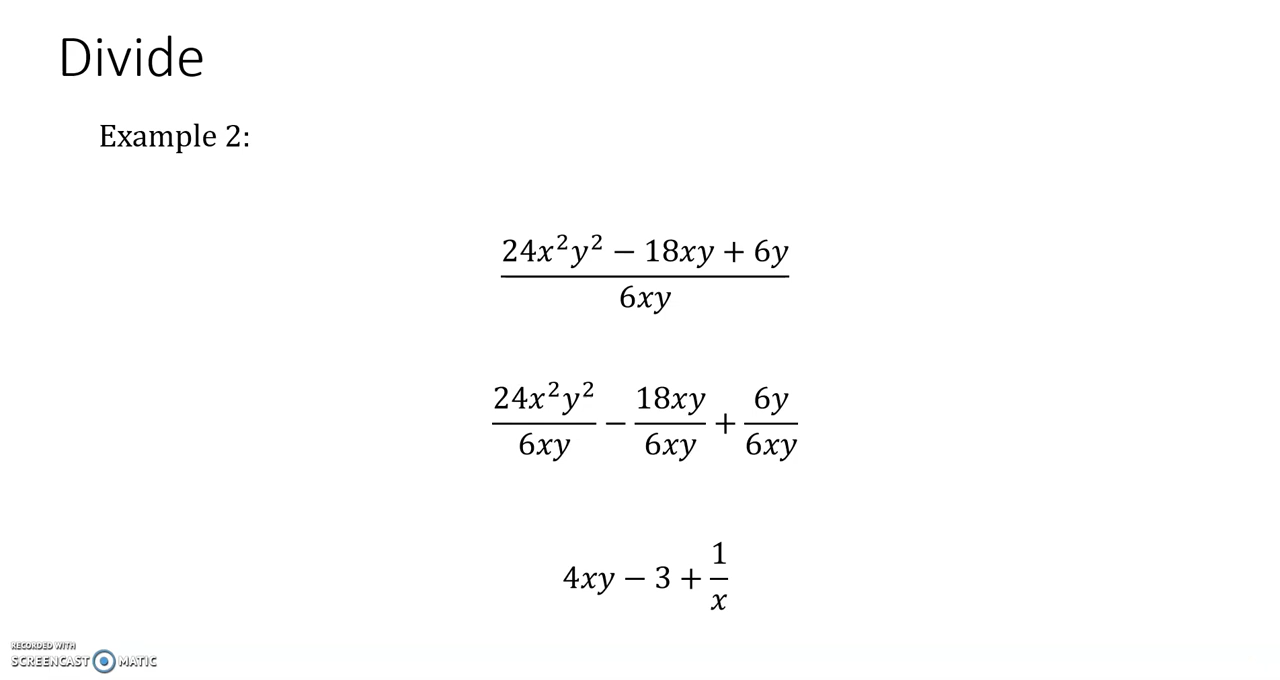 Divide
Example 2:
24x²y² − 18xy + 6y
6xy
24x²y² − 18xy + 6y
6xy 6xy 6xy
4xy − 3 + 1/x
RECORDED WITH
SCREENCAST MATIC